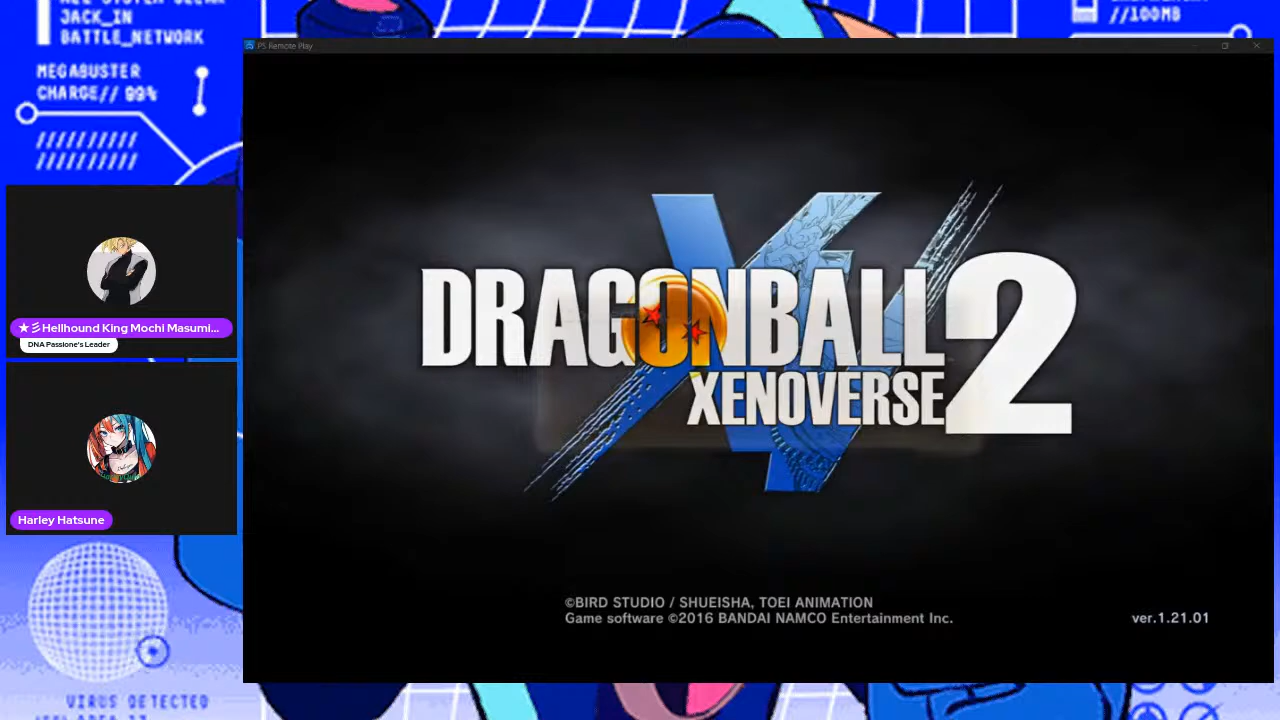 JACK_IN
BATTLE_NETWORK
MEGABUSTER
CHARGE// 99%
//////////
//////////
//100MB
PS Remote Play
★彡Hellhound King Mochi Masumi...
DNA Passione's Leader
Harley Hatsune
DRAGONBALL
XENOVERSE 2
©BIRD STUDIO / SHUEISHA, TOEI ANIMATION
Game software ©2016 BANDAI NAMCO Entertainment Inc.
ver.1.21.01
VIRUS DETECTED